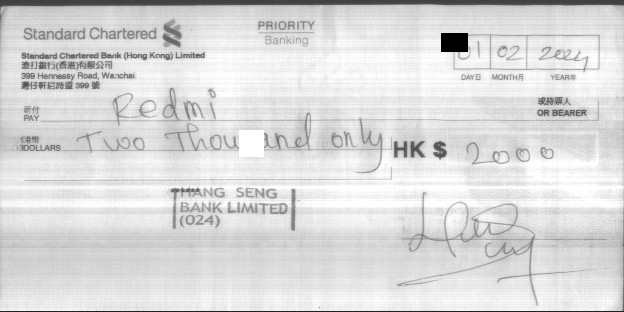 Standard Chartered
PRIORITY
Banking
Standard Chartered Bank (Hong Kong) Limited
渣打銀行(香港)有限公司
399 Hennessy Road, Wanchai.
灣仔軒尼詩道 399 號
01 02 2024
DAY日 MONTH月 YEAR年
祈付
PAY Redmi
或持票人
OR BEARER
港幣
DOLLARS Two Thou and only HK $ 2000
HANG SENG
BANK LIMITED
(024)